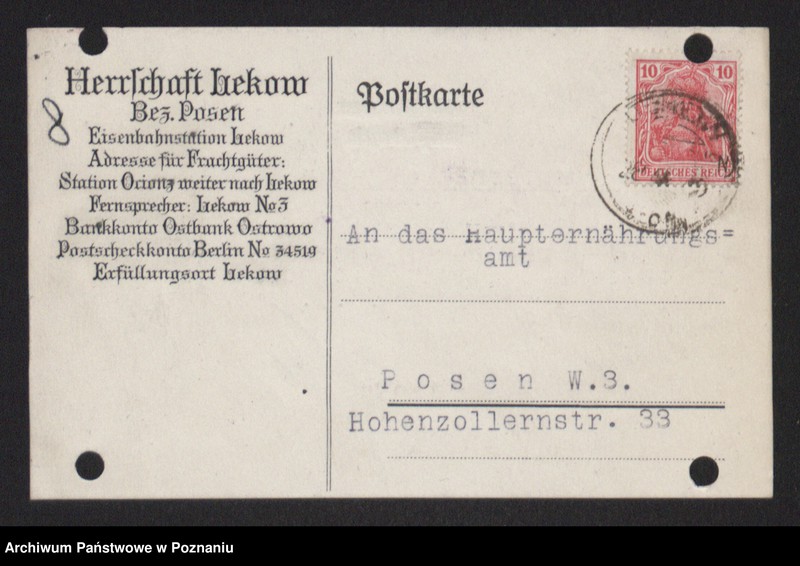 Herrschaft Lekow
Bez. Posen
Eisenbahnstation Lekow
Adresse für Frachtgüter:
Station Ocionz weiter nach Lekow
Fernsprecher: Lekow No 3
Bankkonto Ostbank Ostrowo
Postscheckkonto Berlin No 34519
Erfüllungsort Lekow
8
Postkarte
10 10
DEUTSCHES REICH
An das Haupternährungs=
amt
Posen W.3.
Hohenzollernstr. 33
Archiwum Państwowe w Poznaniu